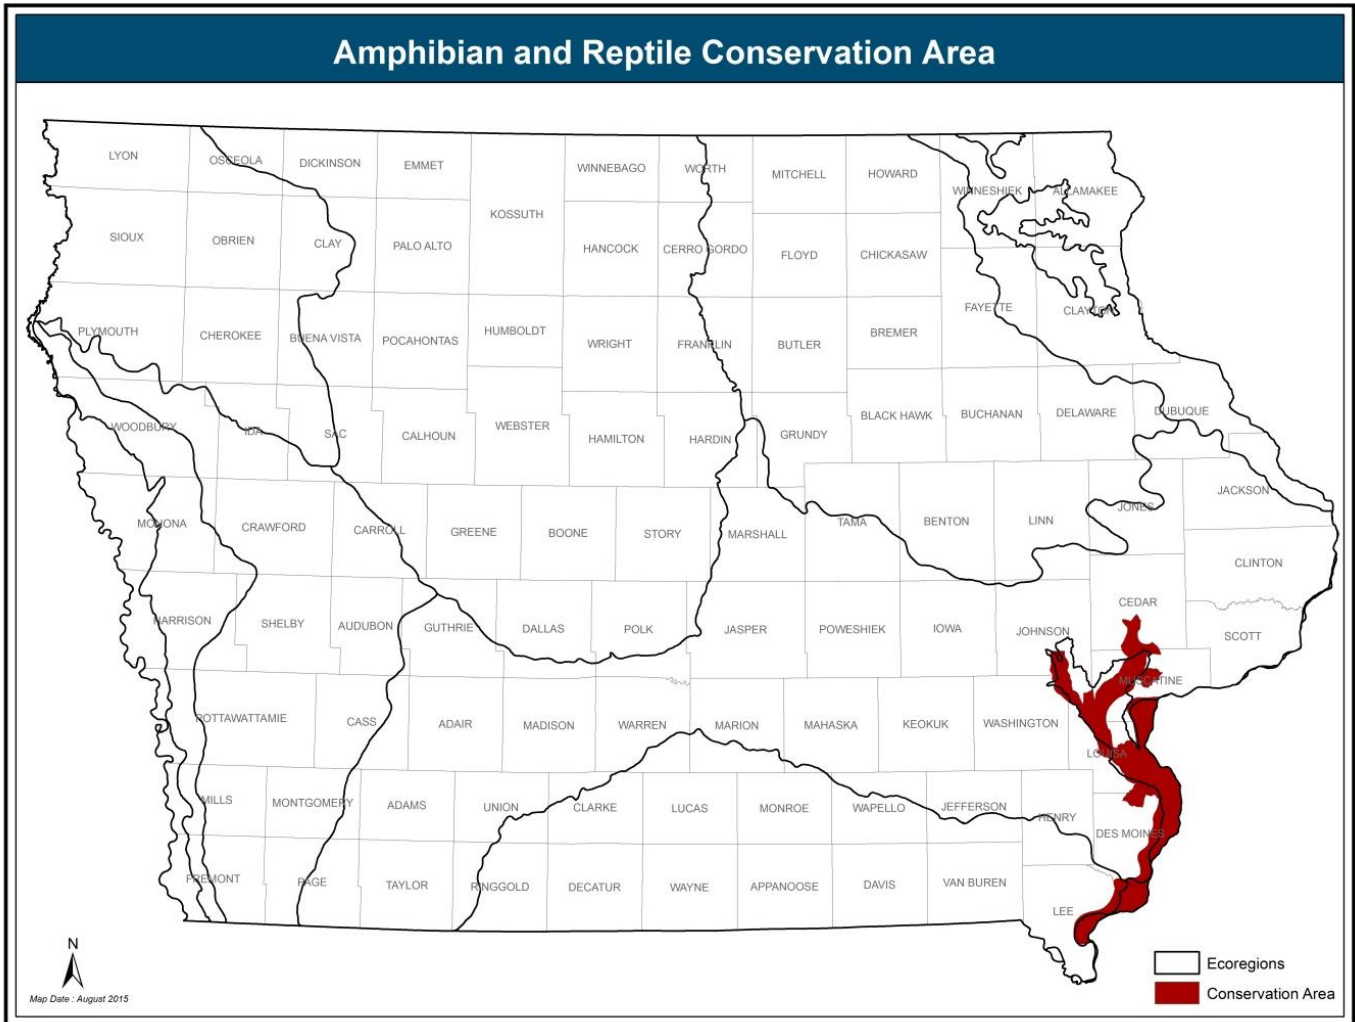 Amphibian and Reptile Conservation Area
LYON
OSCEOLA
DICKINSON
EMMET
WINNEBAGO
WORTH
MITCHELL
HOWARD
WINNESHIEK
ALLAMAKEE
KOSSUTH
SIOUX
OBRIEN
CLAY
PALO ALTO
HANCOCK
CERRO GORDO
FLOYD
CHICKASAW
FAYETTE
CLAYTON
PLYMOUTH
CHEROKEE
BUENA VISTA
POCAHONTAS
HUMBOLDT
WRIGHT
FRANKLIN
BUTLER
BREMER
WOODBURY
IDA
SAC
CALHOUN
WEBSTER
HAMILTON
HARDIN
GRUNDY
BLACK HAWK
BUCHANAN
DELAWARE
DUBUQUE
MONONA
CRAWFORD
CARROLL
GREENE
BOONE
STORY
MARSHALL
TAMA
BENTON
LINN
JONES
JACKSON
CLINTON
HARRISON
SHELBY
AUDUBON
GUTHRIE
DALLAS
POLK
JASPER
POWESHIEK
IOWA
JOHNSON
CEDAR
SCOTT
MUSCATINE
POTTAWATTAMIE
CASS
ADAIR
MADISON
WARREN
MARION
MAHASKA
KEOKUK
WASHINGTON
LOUISA
MILLS
MONTGOMERY
ADAMS
UNION
CLARKE
LUCAS
MONROE
WAPELLO
JEFFERSON
HENRY
DES MOINES
FREMONT
PAGE
TAYLOR
RINGGOLD
DECATUR
WAYNE
APPANOOSE
DAVIS
VAN BUREN
LEE
N
Map Date : August 2015
Ecoregions
Conservation Area